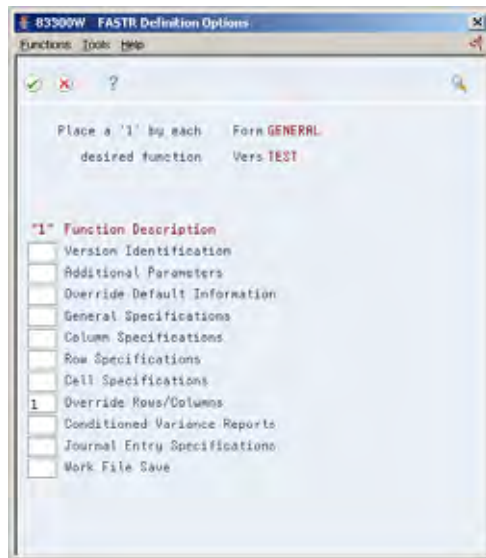 83300W FASTR Definition Options
Functions Tools Help
?
Place a '1' by each Form GENERAL
desired function Vers TEST
"1" Function Description
Version Identification
Additional Parameters
Override Default Information
General Specifications
Column Specifications
Row Specifications
Cell Specifications
1 Override Rows/Columns
Conditioned Variance Reports
Journal Entry Specifications
Work File Save